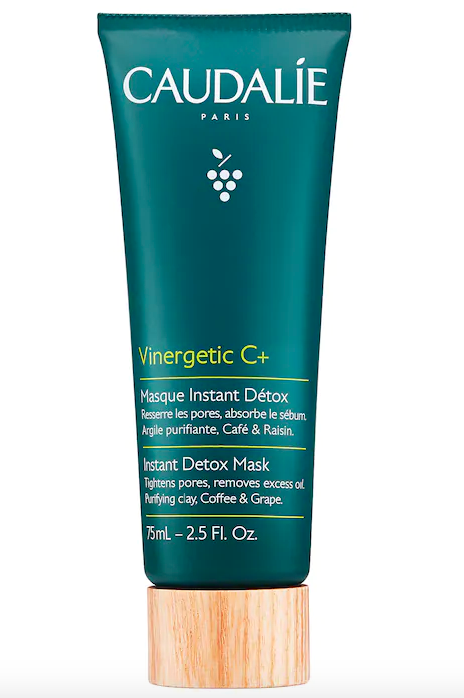 CAUDALÍE
PARIS
Vinergetic C+
Masque Instant Détox
Resserre les pores, absorbe le sébum.
Argile purifiante, Café & Raisin.
Instant Detox Mask
Tightens pores, removes excess oil.
Purifying clay, Coffee & Grape.
75mL – 2.5 Fl. Oz.